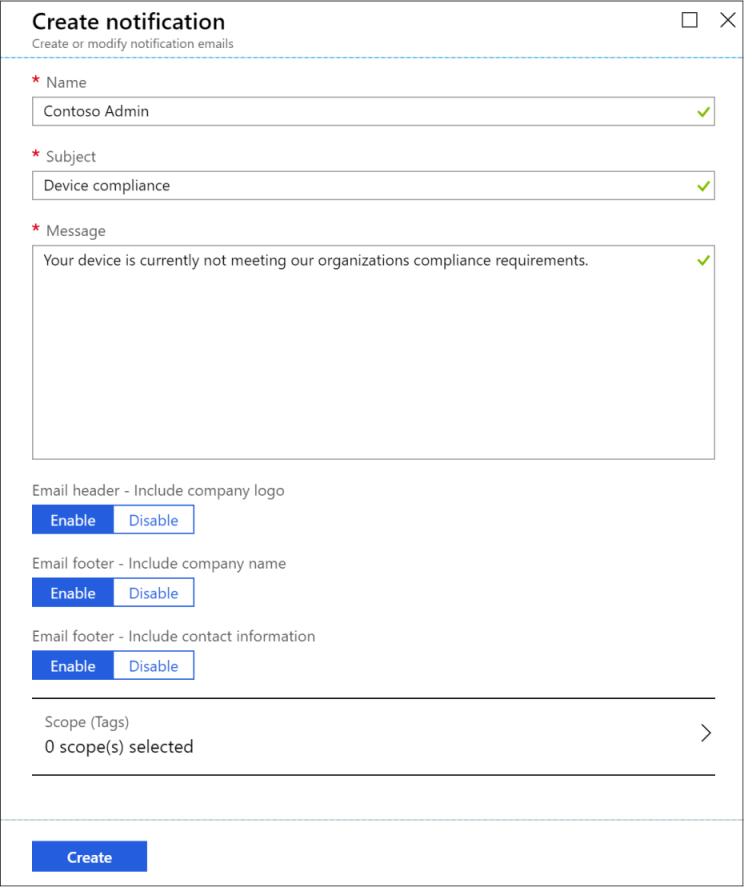 Create notification
Create or modify notification emails
* Name
Contoso Admin
* Subject
Device compliance
* Message
Your device is currently not meeting our organizations compliance requirements.
Email header - Include company logo
Enable Disable
Email footer - Include company name
Enable Disable
Email footer - Include contact information
Enable Disable
Scope (Tags)
0 scope(s) selected
Create